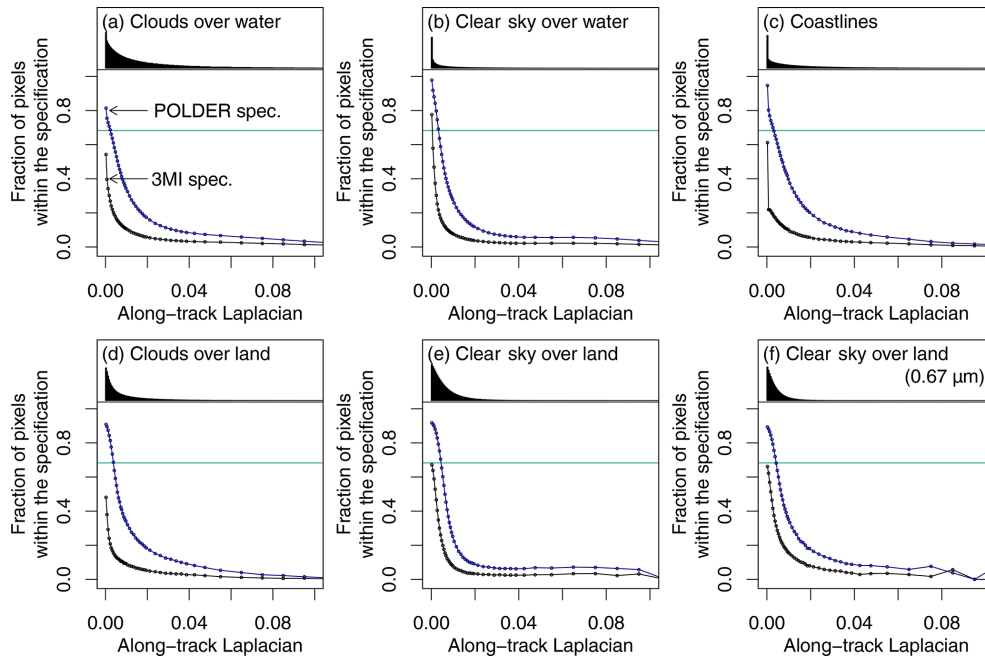 (a) Clouds over water
Fraction of pixels
within the specification
0.0 0.4 0.8
POLDER spec.
3MI spec.
0.00 0.04 0.08
Along−track Laplacian
(b) Clear sky over water
Fraction of pixels
within the specification
0.0 0.4 0.8
0.00 0.04 0.08
Along−track Laplacian
(c) Coastlines
Fraction of pixels
within the specification
0.0 0.4 0.8
0.00 0.04 0.08
Along−track Laplacian
(d) Clouds over land
Fraction of pixels
within the specification
0.0 0.4 0.8
0.00 0.04 0.08
Along−track Laplacian
(e) Clear sky over land
Fraction of pixels
within the specification
0.0 0.4 0.8
0.00 0.04 0.08
Along−track Laplacian
(f) Clear sky over land
(0.67 µm)
Fraction of pixels
within the specification
0.0 0.4 0.8
0.00 0.04 0.08
Along−track Laplacian